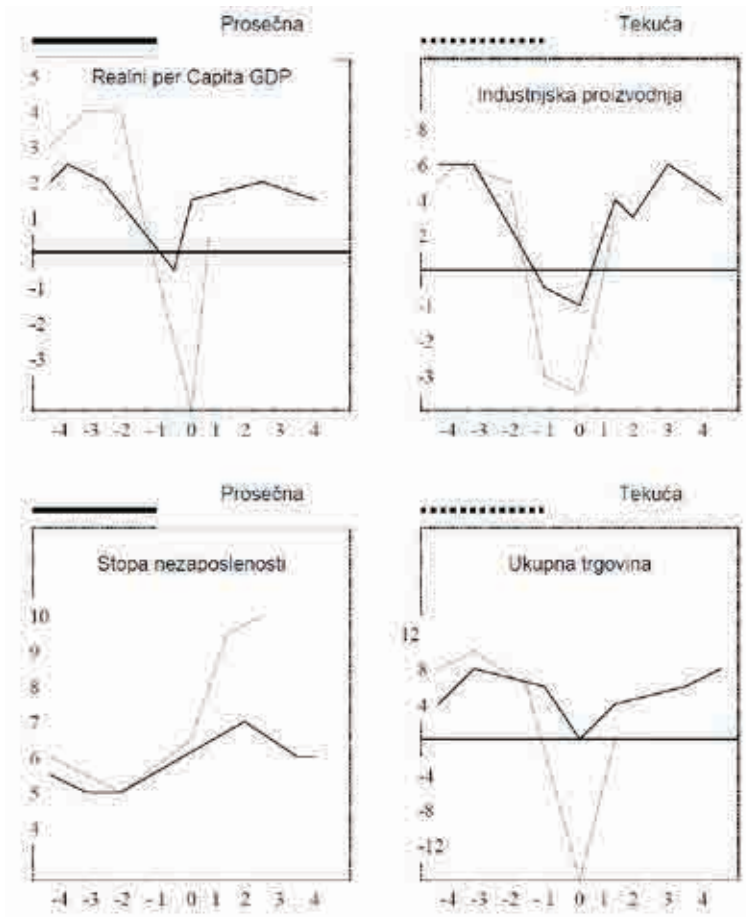 Prosečna Tekuća
Realni per Capita GDP
5
4
3
2
1
-1
-2
-3
-4 -3 -2 -1 0 1 2 3 4
Industrijska proizvodnja
8
6
4
2
-1
-2
-3
-4 -3 -2 -1 0 1 2 3 4
Prosečna Tekuća
Stopa nezaposlenosti
10
9
8
7
6
5
4
-4 -3 -2 -1 0 1 2 3 4
Ukupna trgovina
12
8
4
-4
-8
-12
-4 -3 -2 -1 0 1 2 3 4